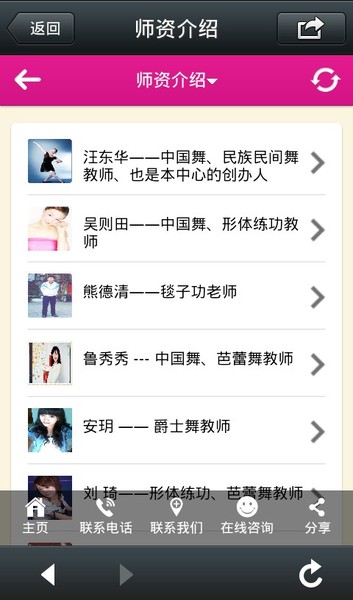 返回
师资介绍
师资介绍
汪东华——中国舞、民族民间舞
教师、也是本中心的创办人
吴则田——中国舞、形体练功教
师
熊德清——毯子功老师
鲁秀秀 --- 中国舞、芭蕾舞教师
安玥 —— 爵士舞教师
刘 琦——形体练功、芭蕾舞教师
主页
联系电话
联系我们
在线咨询
分享